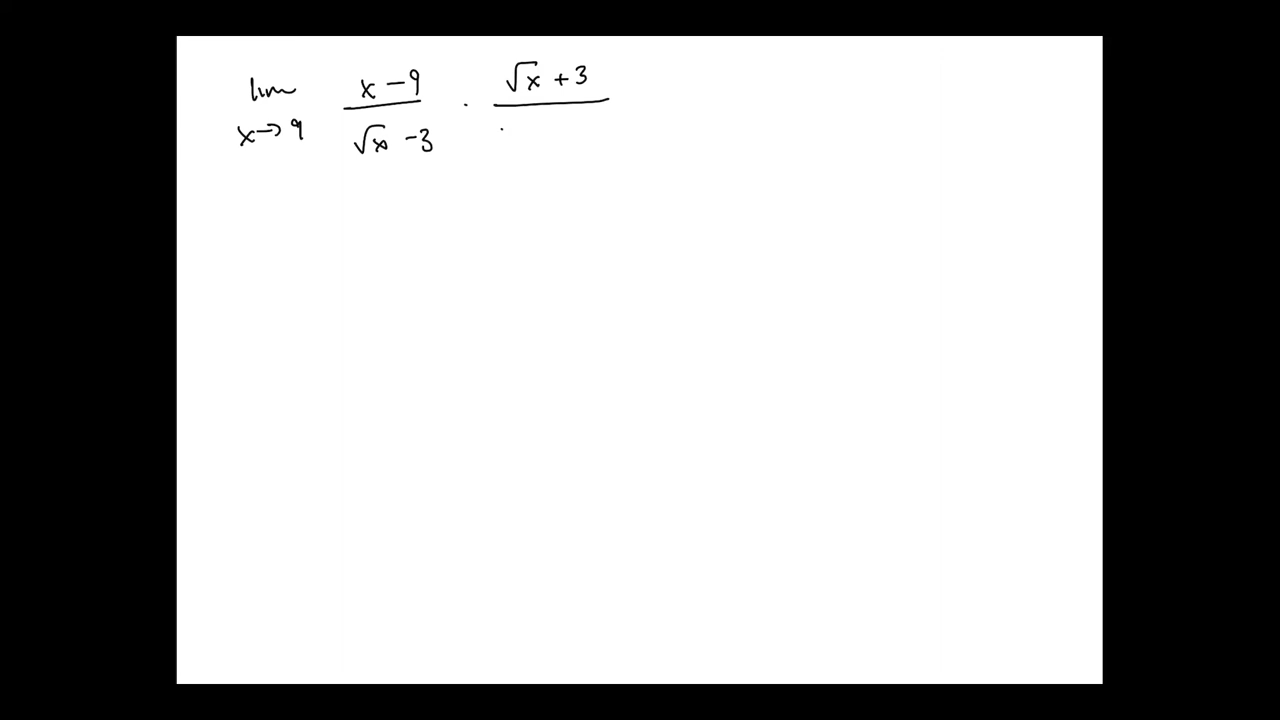 lim x→9 (x - 9)/(√x - 3) · (√x + 3)/